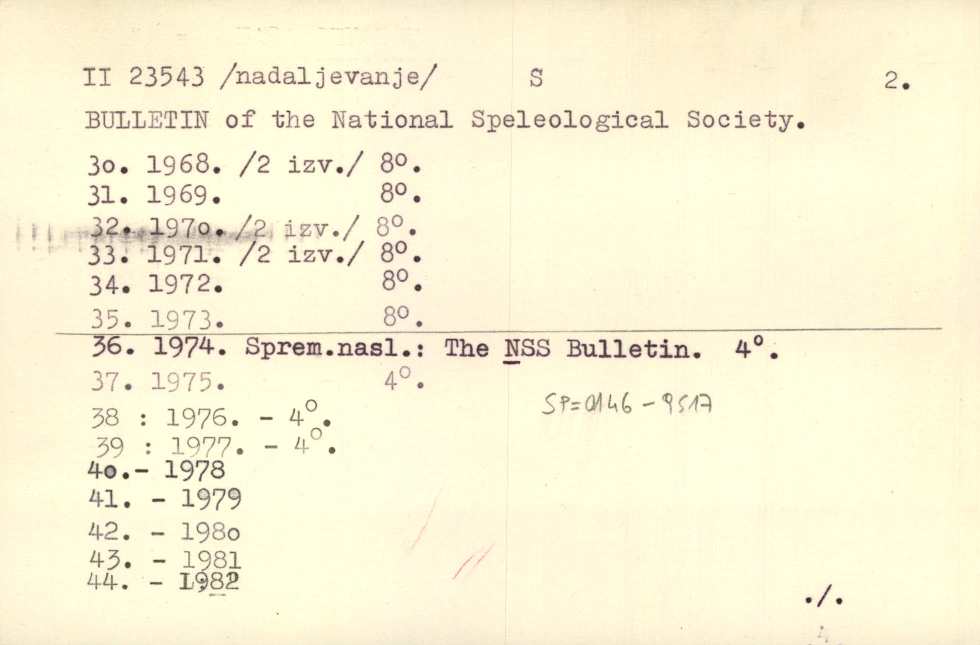 II 23543 /nadaljevanje/ S 2.
BULLETIN of the National Speleological Society.
3o. 1968. /2 izv./ 8º.
31. 1969. 8º.
32. 197o. /2 izv./ 8º.
33. 1971. /2 izv./ 8º.
34. 1972. 8º.
35. 1973. 8º.
36. 1974. Sprem.nasl.: The NSS Bulletin. 4º.
37. 1975. 4º.
38 : 1976. - 4º.
SP=0146-9517
39 : 1977. - 4º.
4o.- 1978
41. - 1979
42. - 198o
43. - 1981
44. - 1982
./.